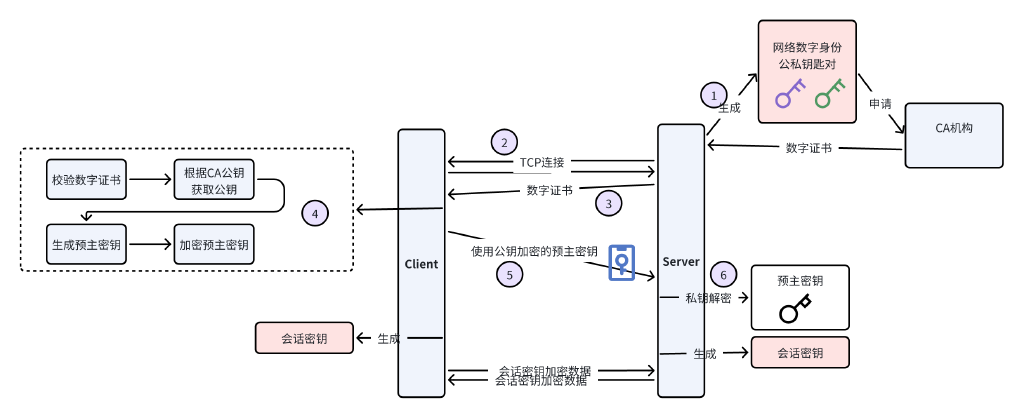 网络数字身份
公私钥匙对
1
生成
申请
CA机构
数字证书
2
TCP连接
数字证书
3
校验数字证书
根据CA公钥
获取公钥
4
生成预主密钥
加密预主密钥
Client
使用公钥加密的预主密钥
5
Server
6
私钥解密
预主密钥
会话密钥
生成
生成
会话密钥
会话密钥加密数据
会话密钥加密数据